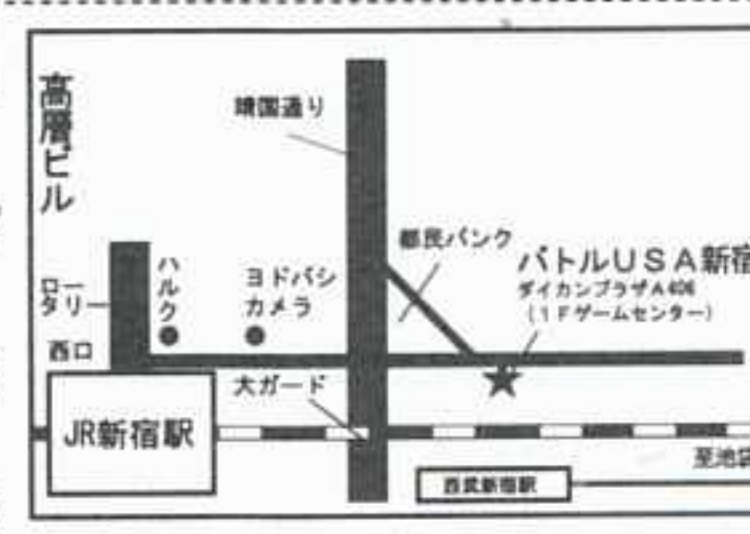 高層ビル
靖国通り
都民バンク
バトルUSA新宿
ダイカンプラザA406
(1Fゲームセンター)
ハルク
ヨドバシ
カメラ
ロー
タリー
西口
大ガード
JR新宿駅
至池袋
西武新宿駅